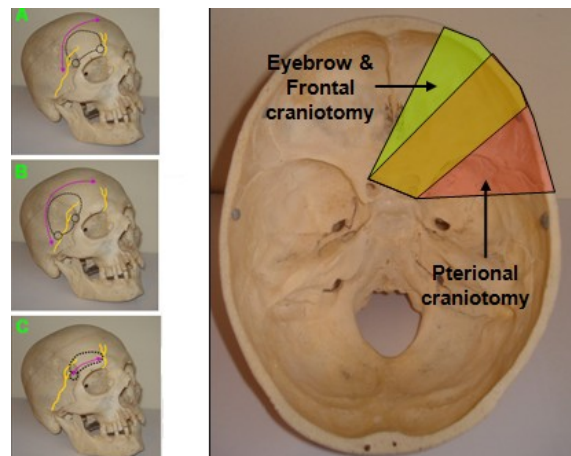 A
B
C
Eyebrow &
Frontal
craniotomy
Pterional
craniotomy